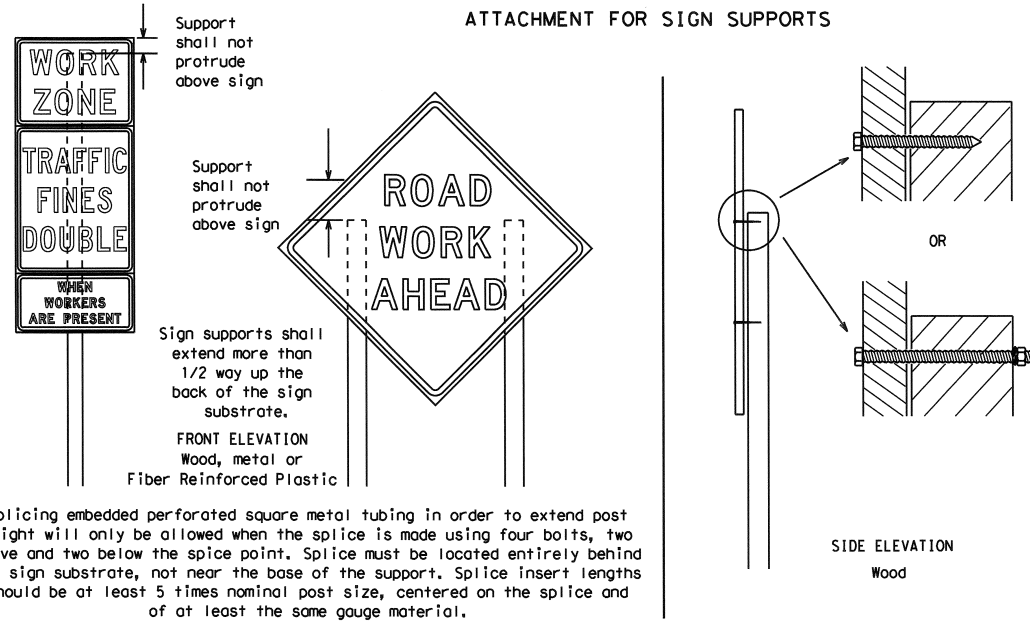 ATTACHMENT FOR SIGN SUPPORTS
Support
shall not
protrude
above sign
WORK
ZONE
TRAFFIC
FINES
DOUBLE
WHEN
WORKERS
ARE PRESENT
Support
shall not
protrude
above sign
ROAD
WORK
AHEAD
Sign supports shall
extend more than
1/2 way up the
back of the sign
substrate.
FRONT ELEVATION
Wood, metal or
Fiber Reinforced Plastic
OR
SIDE ELEVATION
Wood
plicing embedded perforated square metal tubing in order to extend post
ight will only be allowed when the splice is made using four bolts, two
ve and two below the spice point. Splice must be located entirely behind
sign substrate, not near the base of the support. Splice insert lengths
hould be at least 5 times nominal post size, centered on the splice and
of at least the same gauge material.